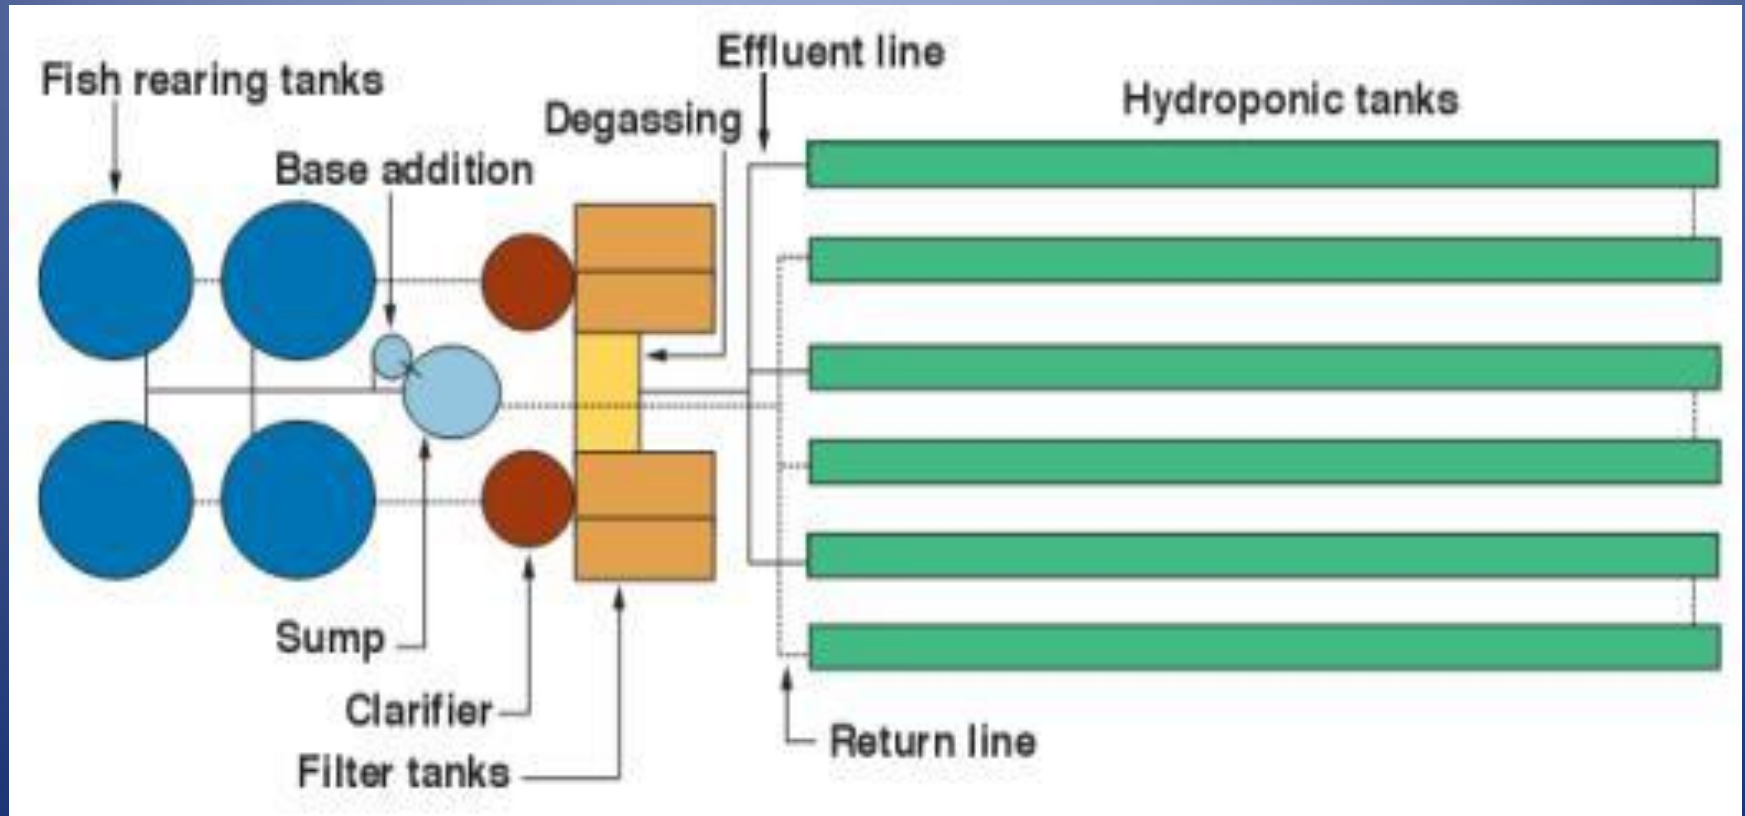 Effluent line
Fish rearing tanks
Hydroponic tanks
Degassing
Base addition
Sump
Clarifier
Return line
Filter tanks